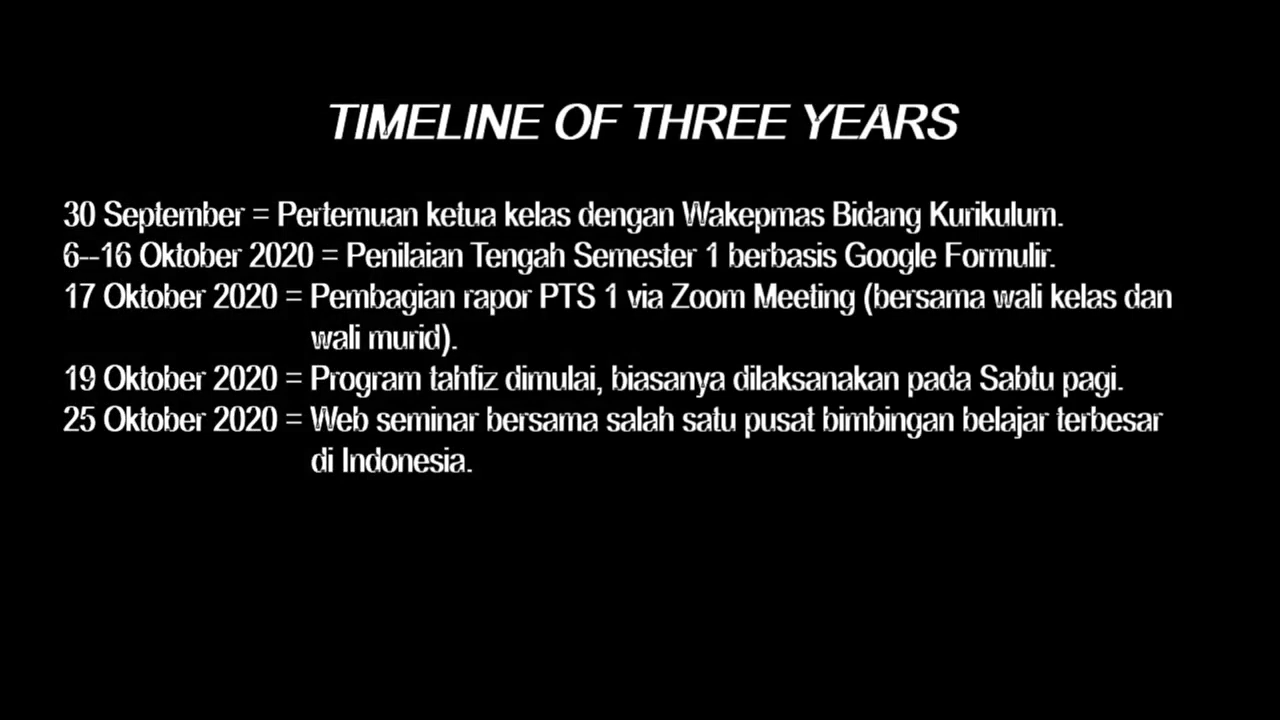 TIMELINE OF THREE YEARS
30 September = Pertemuan ketua kelas dengan Wakepmas Bidang Kurikulum.
6--16 Oktober 2020 = Penilaian Tengah Semester 1 berbasis Google Formulir.
17 Oktober 2020 = Pembagian rapor PTS 1 via Zoom Meeting (bersama wali kelas dan
wali murid).
19 Oktober 2020 = Program tahfiz dimulai, biasanya dilaksanakan pada Sabtu pagi.
25 Oktober 2020 = Web seminar bersama salah satu pusat bimbingan belajar terbesar
di Indonesia.